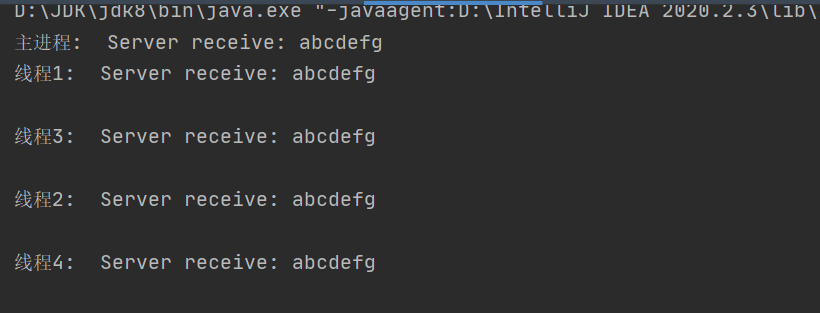 D:\JDK\jdk8\bin\java.exe "-javaagent:D:\IntelliJ IDEA 2020.2.3\lib\
主进程:  Server receive: abcdefg
线程1:  Server receive: abcdefg
线程3:  Server receive: abcdefg
线程2:  Server receive: abcdefg
线程4:  Server receive: abcdefg